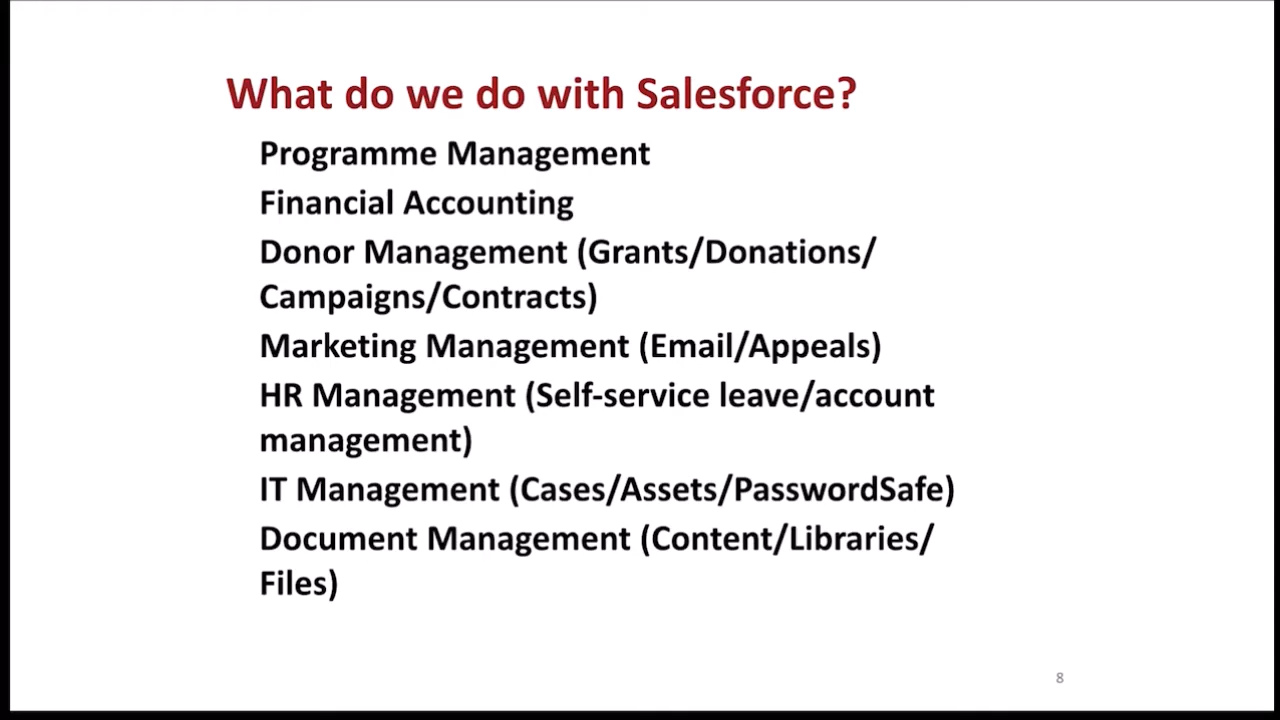 What do we do with Salesforce?
Programme Management
Financial Accounting
Donor Management (Grants/Donations/
Campaigns/Contracts)
Marketing Management (Email/Appeals)
HR Management (Self-service leave/account
management)
IT Management (Cases/Assets/PasswordSafe)
Document Management (Content/Libraries/
Files)
8